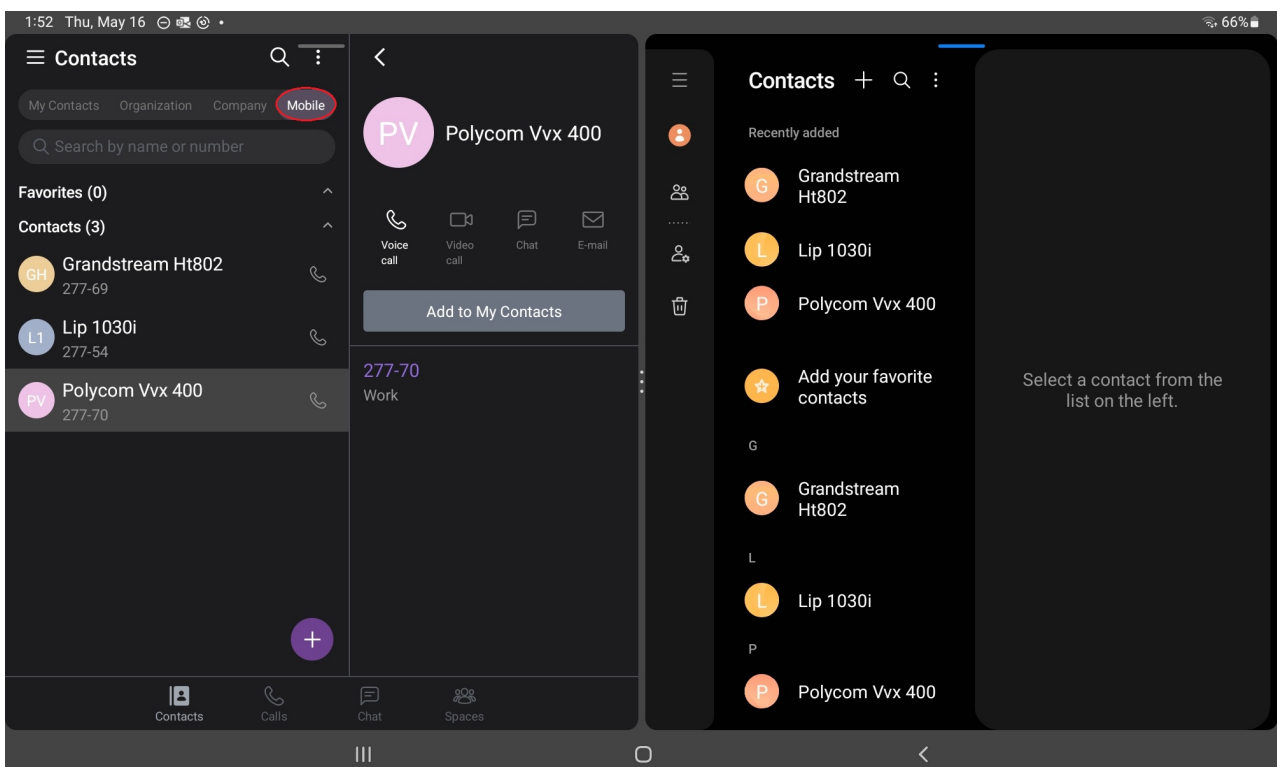 1:52 Thu, May 16
66%
Contacts
My Contacts Organization Company Mobile
Search by name or number
Favorites (0)
Contacts (3)
GH
Grandstream Ht802
277-69
L1
Lip 1030i
277-54
PV
Polycom Vvx 400
277-70
Contacts
Calls
Chat
Spaces
PV
Polycom Vvx 400
Voice
call
Video
call
Chat
E-mail
Add to My Contacts
277-70
Work
Contacts
Recently added
G
Grandstream
Ht802
L
Lip 1030i
P
Polycom Vvx 400
Add your favorite
contacts
G
G
Grandstream
Ht802
L
L
Lip 1030i
P
P
Polycom Vvx 400
Select a contact from the
list on the left.